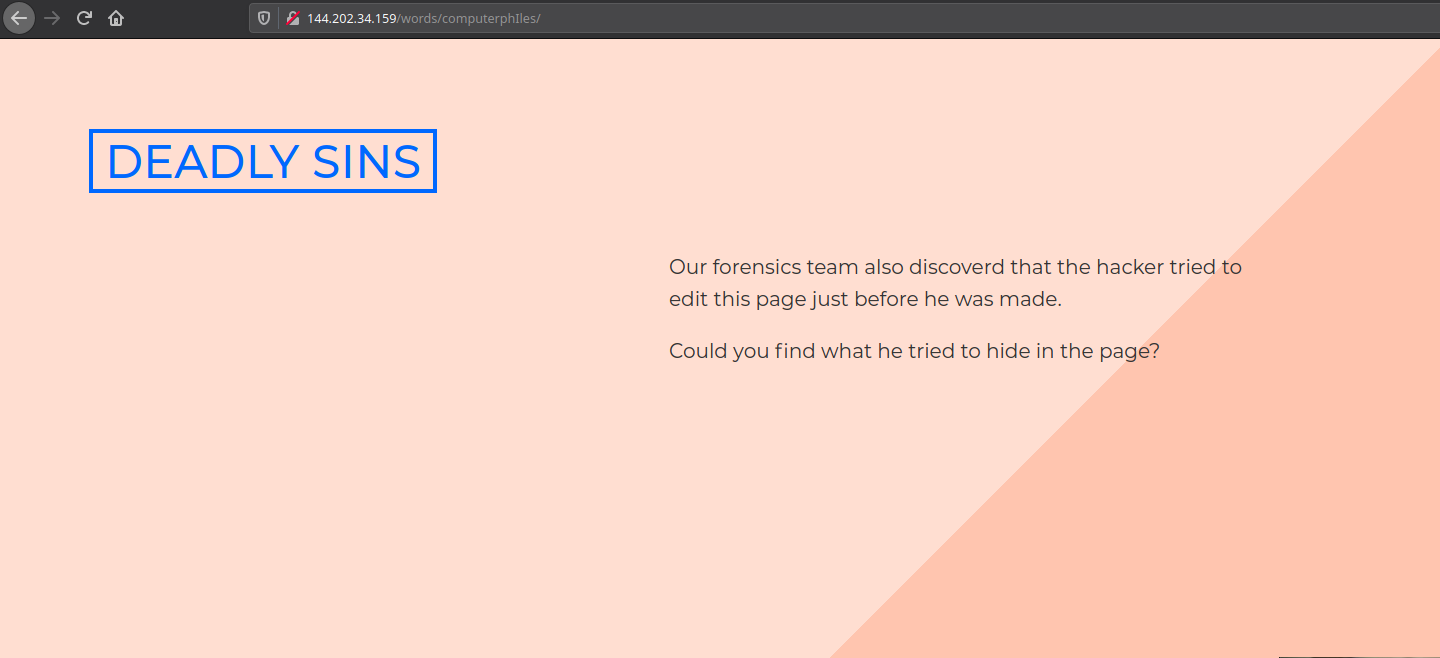 144.202.34.159/words/computerphIles/
DEADLY SINS
Our forensics team also discoverd that the hacker tried to
edit this page just before he was made.
Could you find what he tried to hide in the page?